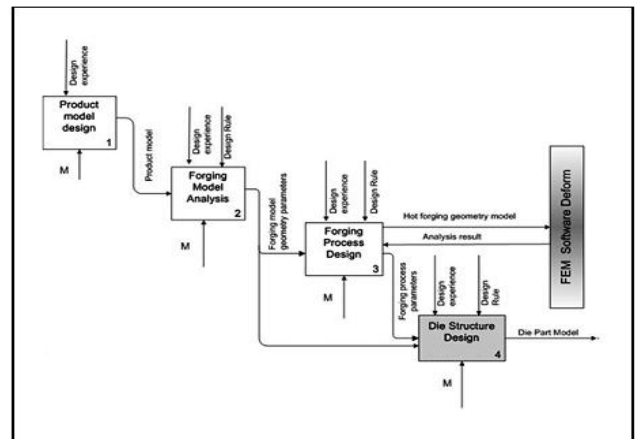 Design
experience
Product
model
design
1
M
Product model
Design
experience
Design Rule
Forging
Model
Analysis
2
M
Forging model
geometry parameters
Design
experience
Design Rule
Forging
Process
Design
3
M
Hot forging geometry model
Analysis result
FEM Software Deform
Forging process
parameters
Design
experience
Design
Rule
Die Structure
Design
4
M
Die Part Model